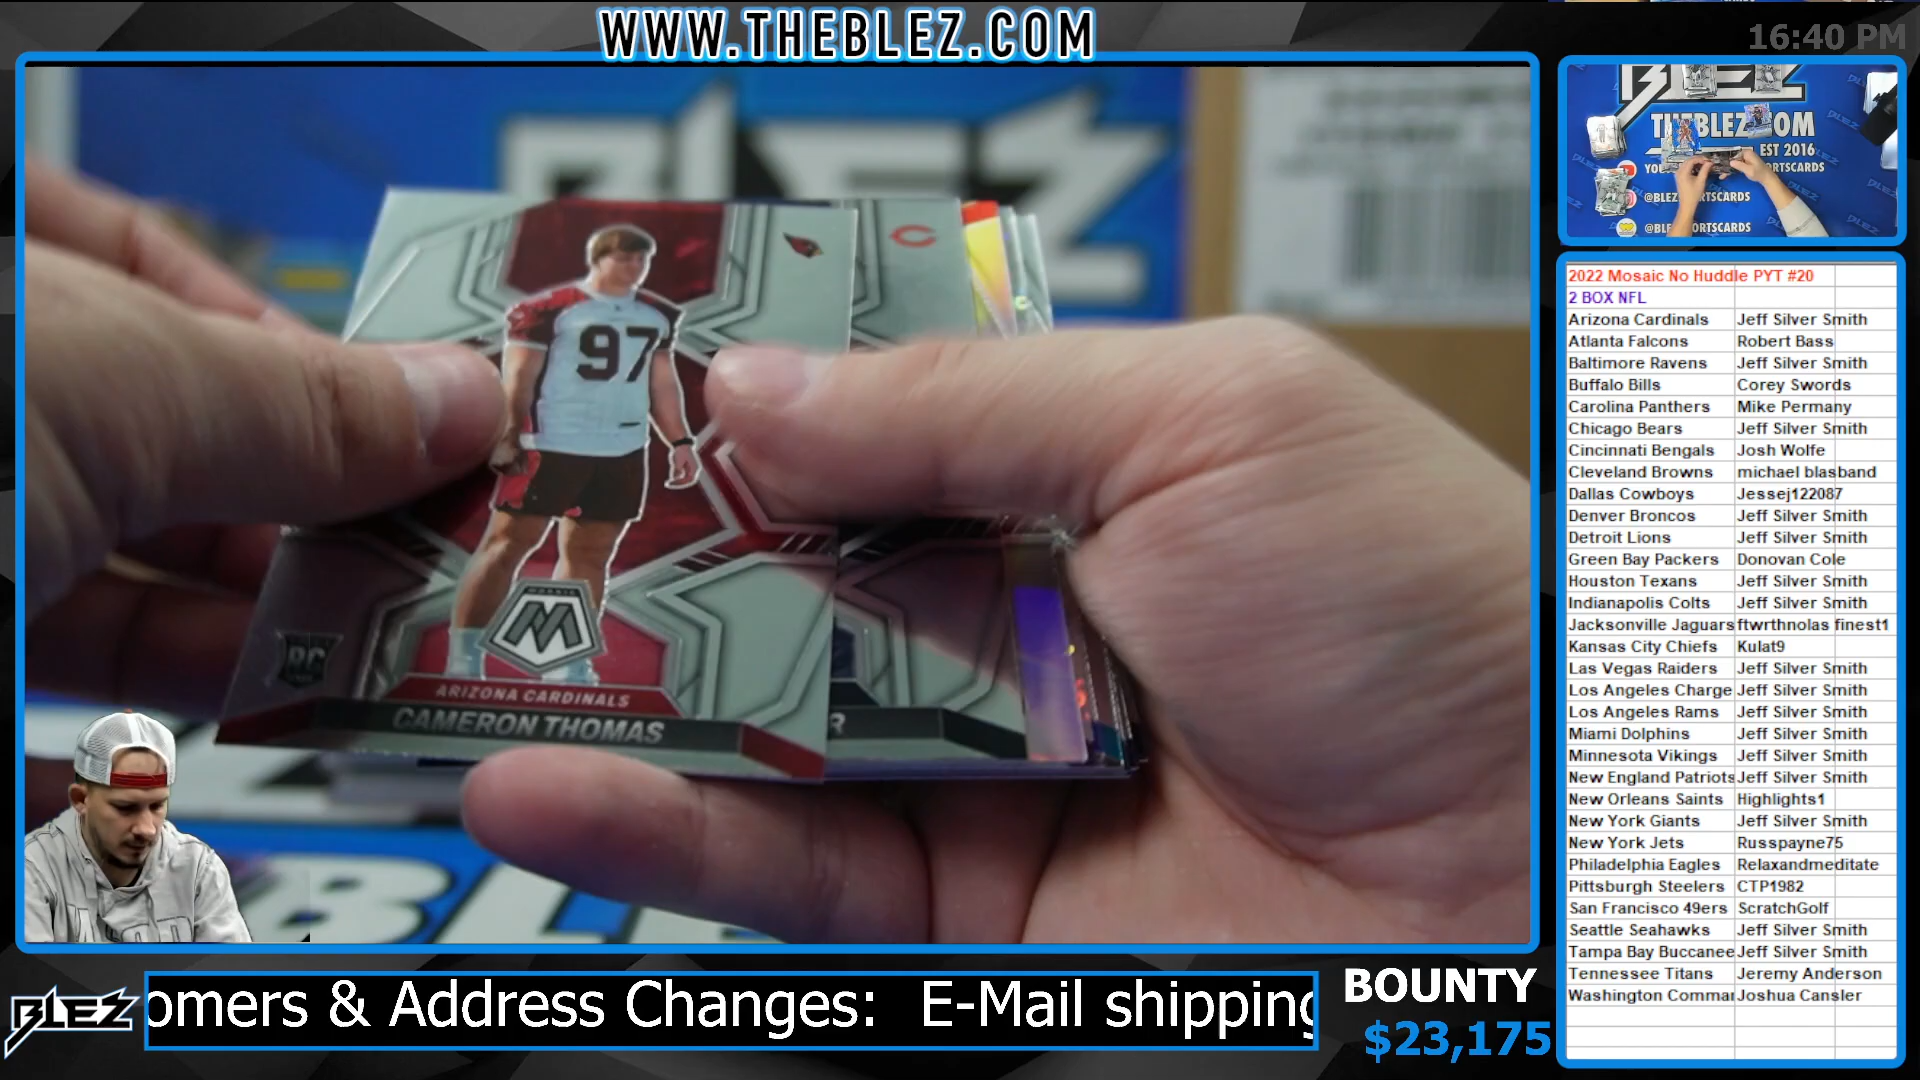 WWW.THEBLEZ.COM
16:40 PM
BLEZ
97
RC
MOSAIC
ARIZONA CARDINALS
CAMERON THOMAS
R
BLEZ
THEBLEZ.COM
EST 2016
2022 Mosaic No Huddle PYT #20
2 BOX NFL
Arizona Cardinals Jeff Silver Smith
Atlanta Falcons Robert Bass
Baltimore Ravens Jeff Silver Smith
Buffalo Bills Corey Swords
Carolina Panthers Mike Permany
Chicago Bears Jeff Silver Smith
Cincinnati Bengals Josh Wolfe
Cleveland Browns michael blasband
Dallas Cowboys Jessej122087
Denver Broncos Jeff Silver Smith
Detroit Lions Jeff Silver Smith
Green Bay Packers Donovan Cole
Houston Texans Jeff Silver Smith
Indianapolis Colts Jeff Silver Smith
Jacksonville Jaguars ftwrthnolas finest1
Kansas City Chiefs Kulat9
Las Vegas Raiders Jeff Silver Smith
Los Angeles Charge Jeff Silver Smith
Los Angeles Rams Jeff Silver Smith
Miami Dolphins Jeff Silver Smith
Minnesota Vikings Jeff Silver Smith
New England Patriots Jeff Silver Smith
New Orleans Saints Highlights1
New York Giants Jeff Silver Smith
New York Jets Russpayne75
Philadelphia Eagles Relaxandmeditate
Pittsburgh Steelers CTP1982
San Francisco 49ers ScratchGolf
Seattle Seahawks Jeff Silver Smith
Tampa Bay Buccanee Jeff Silver Smith
Tennessee Titans Jeremy Anderson
Washington Comma Joshua Cansler
BLEZ
omers & Address Changes: E-Mail shipping
BOUNTY
$23,175